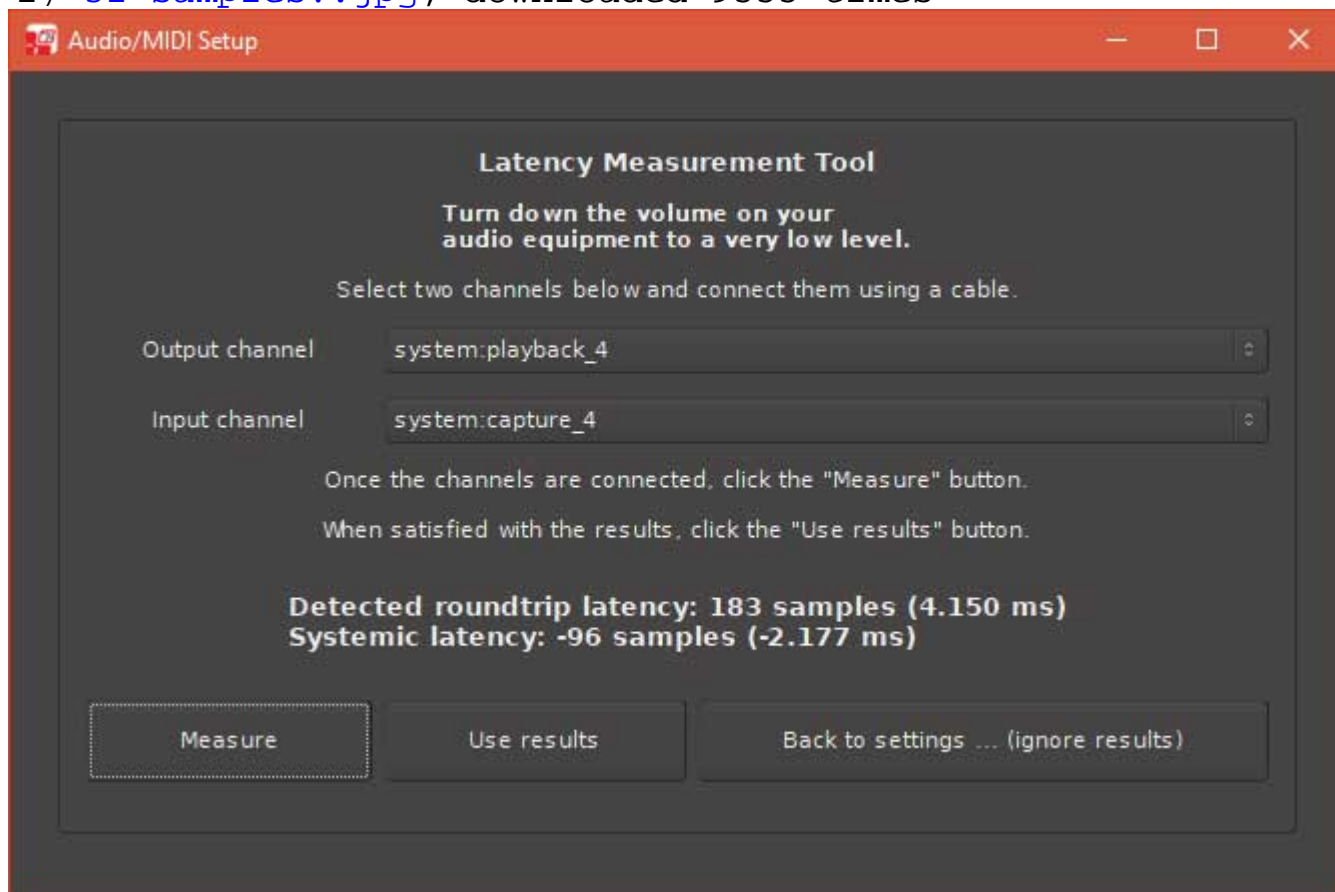 Audio/MIDI Setup
Latency Measurement Tool
Turn down the volume on your
audio equipment to a very low level.
Select two channels below and connect them using a cable.
Output channel system:playback_4
Input channel system:capture_4
Once the channels are connected, click the "Measure" button.
When satisfied with the results, click the "Use results" button.
Detected roundtrip latency: 183 samples (4.150 ms)
Systemic latency: -96 samples (-2.177 ms)
Measure Use results Back to settings ... (ignore results)